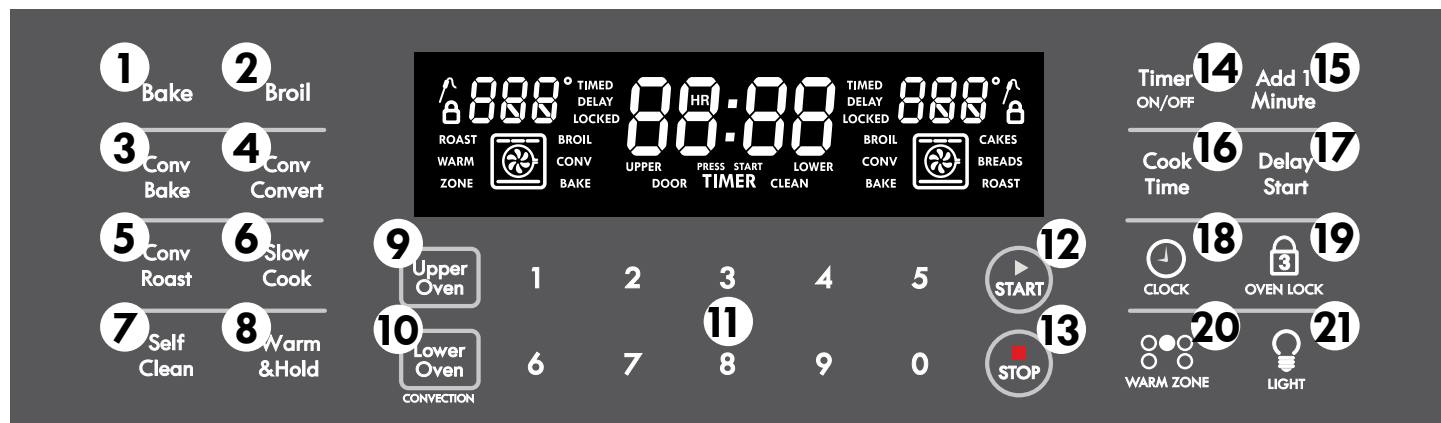 1
Bake
2
Broil
3
Conv
Bake
4
Conv
Convert
5
Conv
Roast
6
Slow
Cook
7
Self
Clean
8
Warm
&Hold
888°
TIMED
DELAY
LOCKED
ROAST
WARM
ZONE
BROIL
CONV
BAKE
88:88
HR
UPPER
PRESS START
LOWER
DOOR
TIMER
CLEAN
TIMED
DELAY
LOCKED
888°
BROIL
CONV
BAKE
CAKES
BREADS
ROAST
9
Upper
Oven
10
Lower
Oven
CONVECTION
1 2 3 4 5
11
6 7 8 9 0
12
START
13
STOP
14
Timer
ON/OFF
15
Add 1
Minute
16
Cook
Time
17
Delay
Start
18
CLOCK
19
3
OVEN LOCK
20
WARM ZONE
21
LIGHT